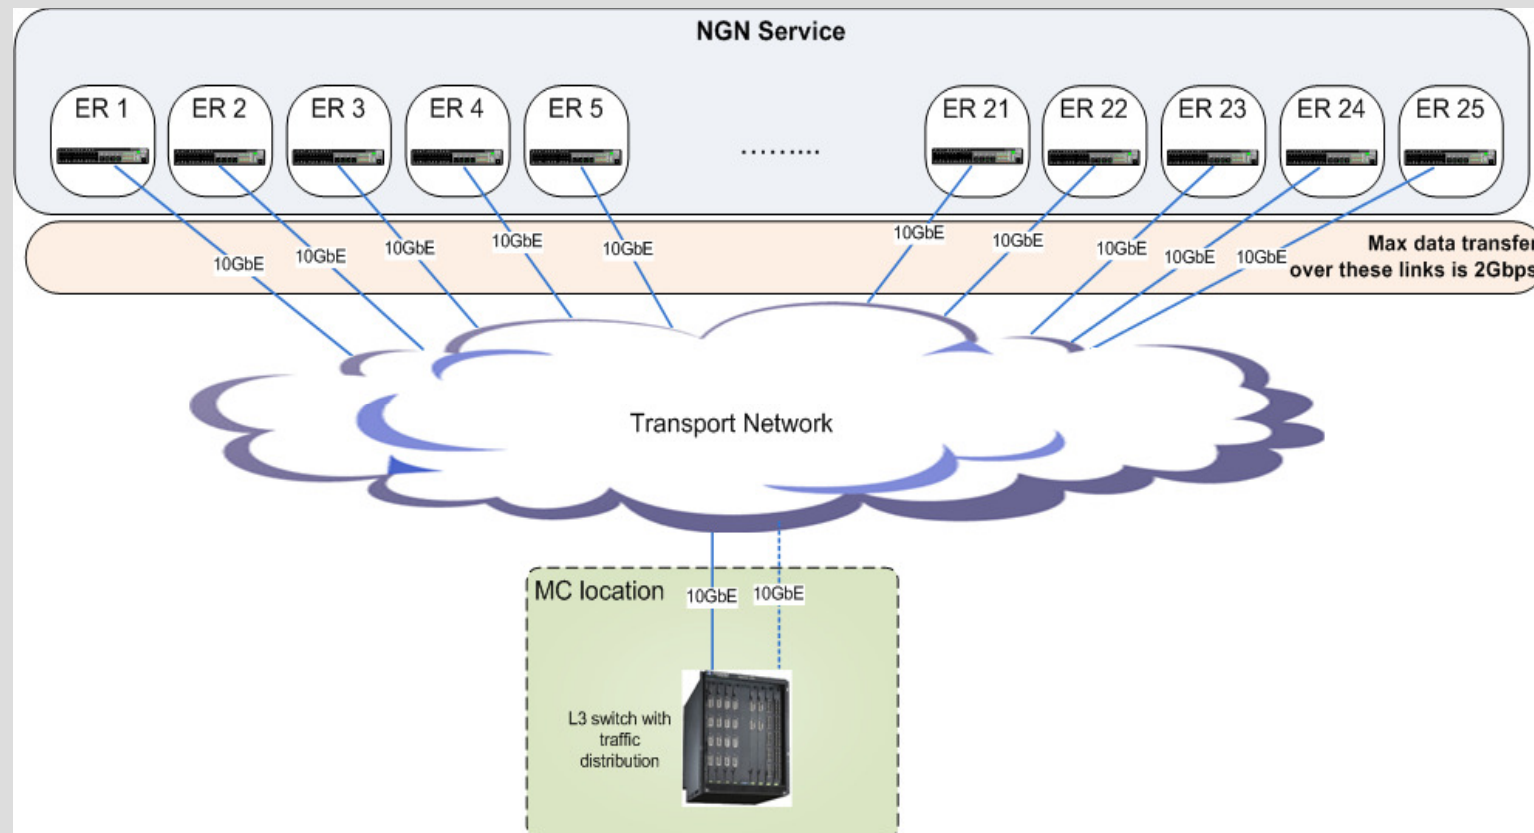 NGN Service
ER 1
ER 2
ER 3
ER 4
ER 5
.........
ER 21
ER 22
ER 23
ER 24
ER 25
10GbE
10GbE
10GbE
10GbE
10GbE
10GbE
10GbE
10GbE
10GbE
10GbE
Max data transfer
over these links is 2Gbps
Transport Network
MC location
10GbE
10GbE
L3 switch with
traffic
distribution